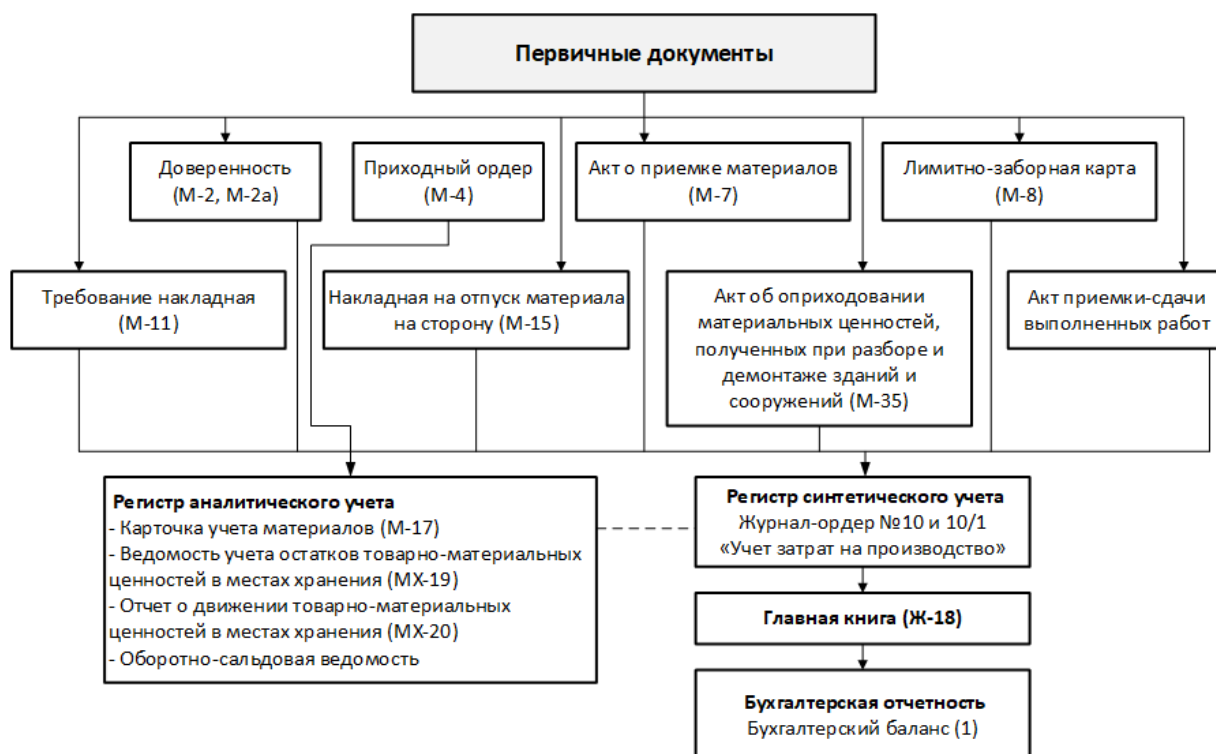 Первичные документы
Доверенность
(М-2, М-2а)
Приходный ордер
(М-4)
Акт о приемке материалов
(М-7)
Лимитно-заборная карта
(М-8)
Требование накладная
(М-11)
Накладная на отпуск материала
на сторону (М-15)
Акт об оприходовании
материальных ценностей,
полученных при разборе и
демонтаже зданий и
сооружений (М-35)
Акт приемки-сдачи
выполненных работ
Регистр аналитического учета
- Карточка учета материалов (М-17)
- Ведомость учета остатков товарно-материальных
ценностей в местах хранения (МХ-19)
- Отчет о движении товарно-материальных
ценностей в местах хранения (МХ-20)
- Оборотно-сальдовая ведомость
Регистр синтетического учета
Журнал-ордер №10 и 10/1
«Учет затрат на производство»
Главная книга (Ж-18)
Бухгалтерская отчетность
Бухгалтерский баланс (1)